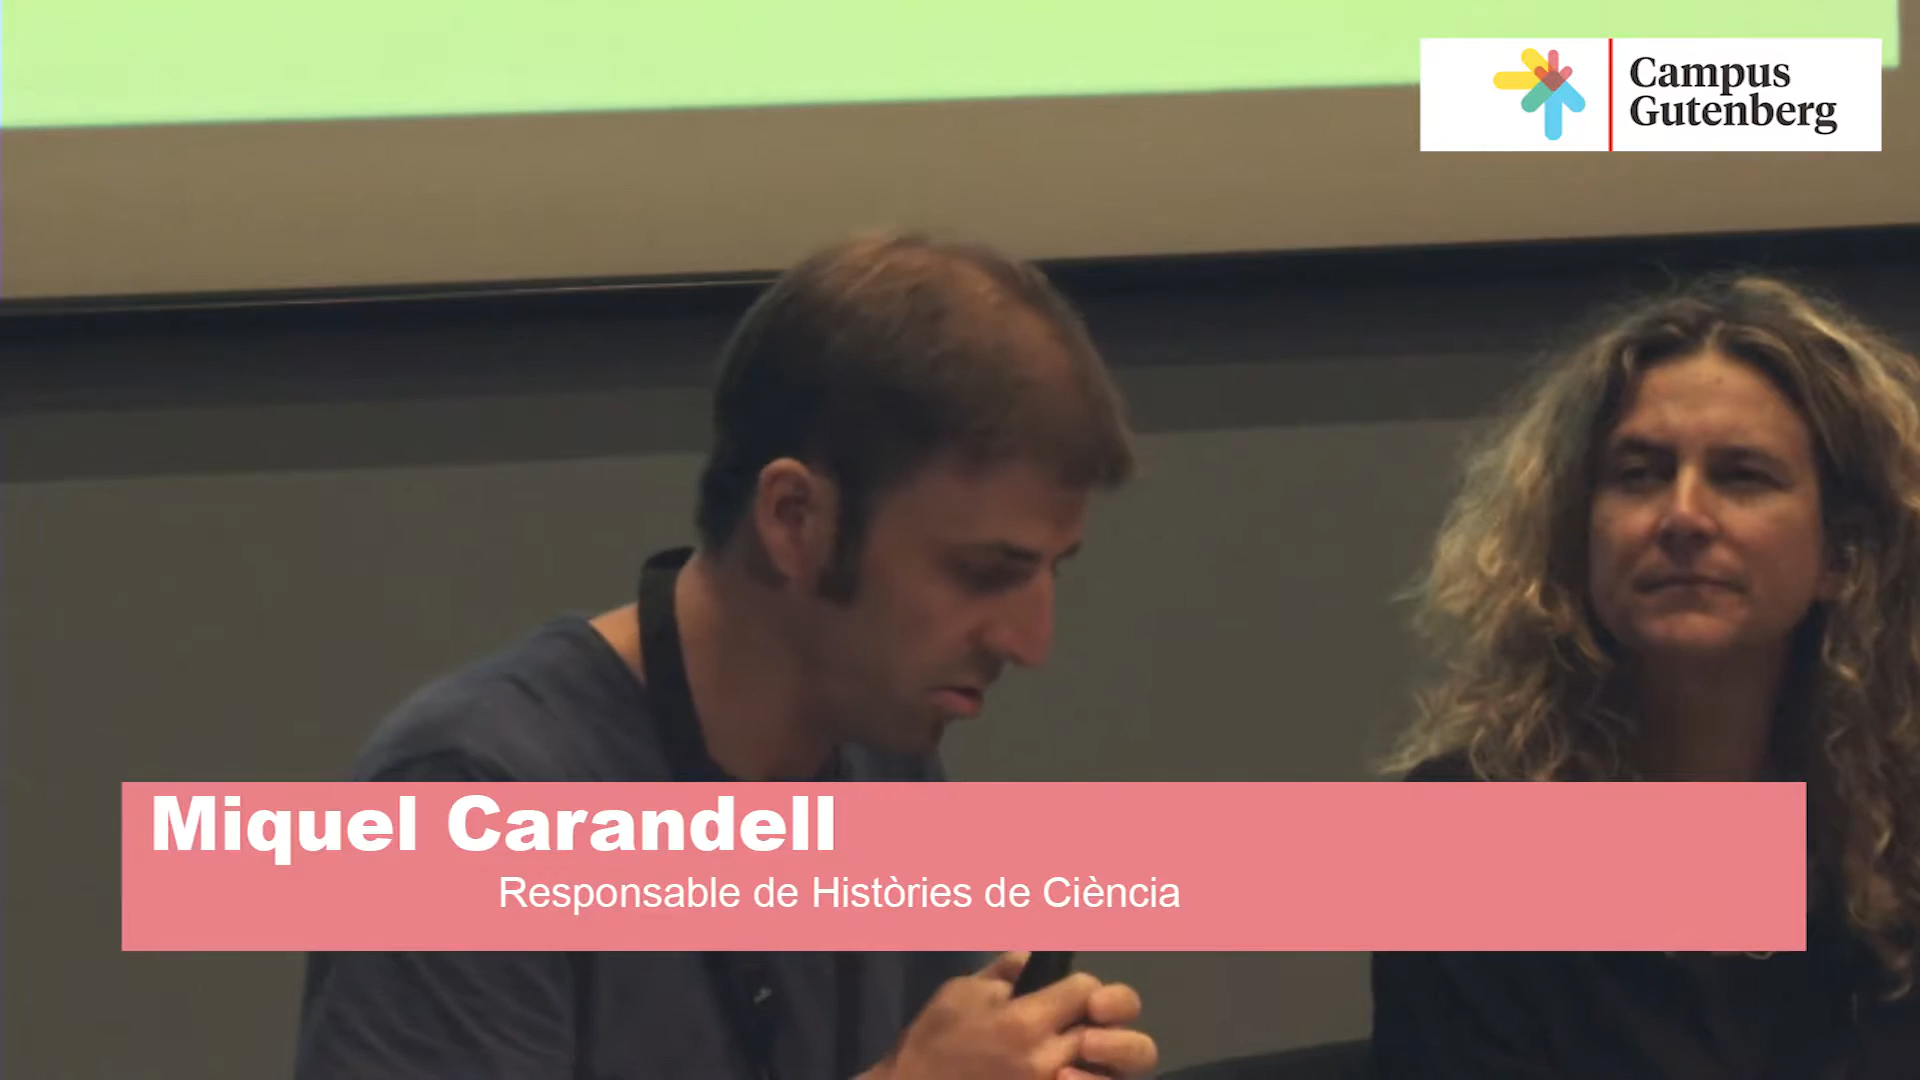 Campus
Gutenberg
Miquel Carandell
Responsable de Històries de Ciència